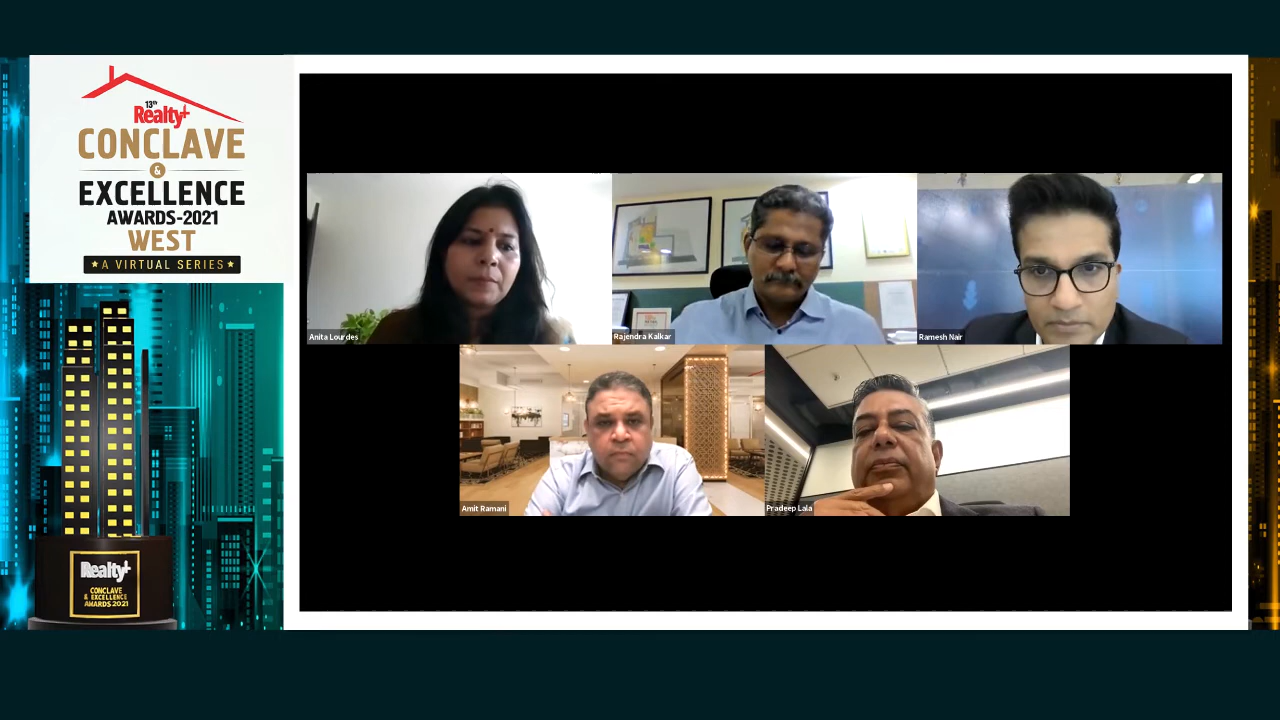 13th
Realty+
CONCLAVE
&
EXCELLENCE
AWARDS-2021
WEST
★A VIRTUAL SERIES★
Realty+
CONCLAVE
& EXCELLENCE
AWARDS 2021
Anita Lourdes
Rajendra Kalkar
Ramesh Nair
Amit Ramani
Pradeep Lala